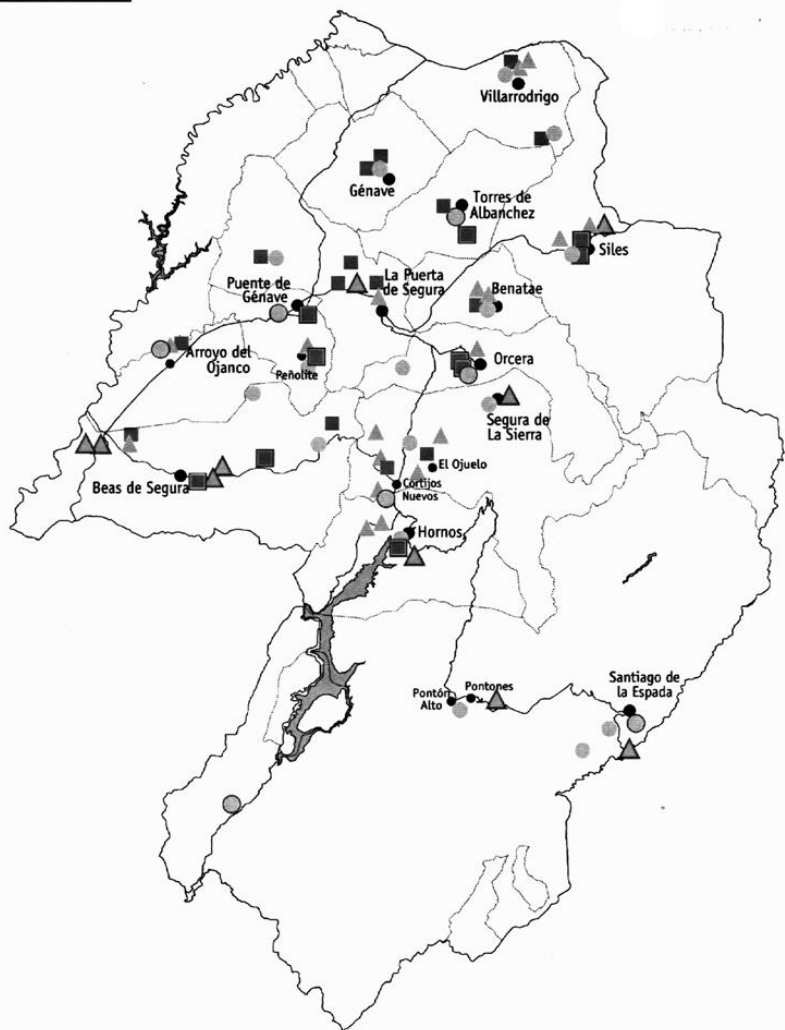 Villarrodrigo
Génave
Torres de
Albanchez
Siles
Puente de
Génave
La Puerta
de Segura
Benatae
Arroyo del
Ojanco
Peñolite
Orcera
Segura de
La Sierra
Beas de Segura
El Ojuelo
Cortijos
Nuevos
Hornos
Pontón
Alto
Pontones
Santiago de
la Espada